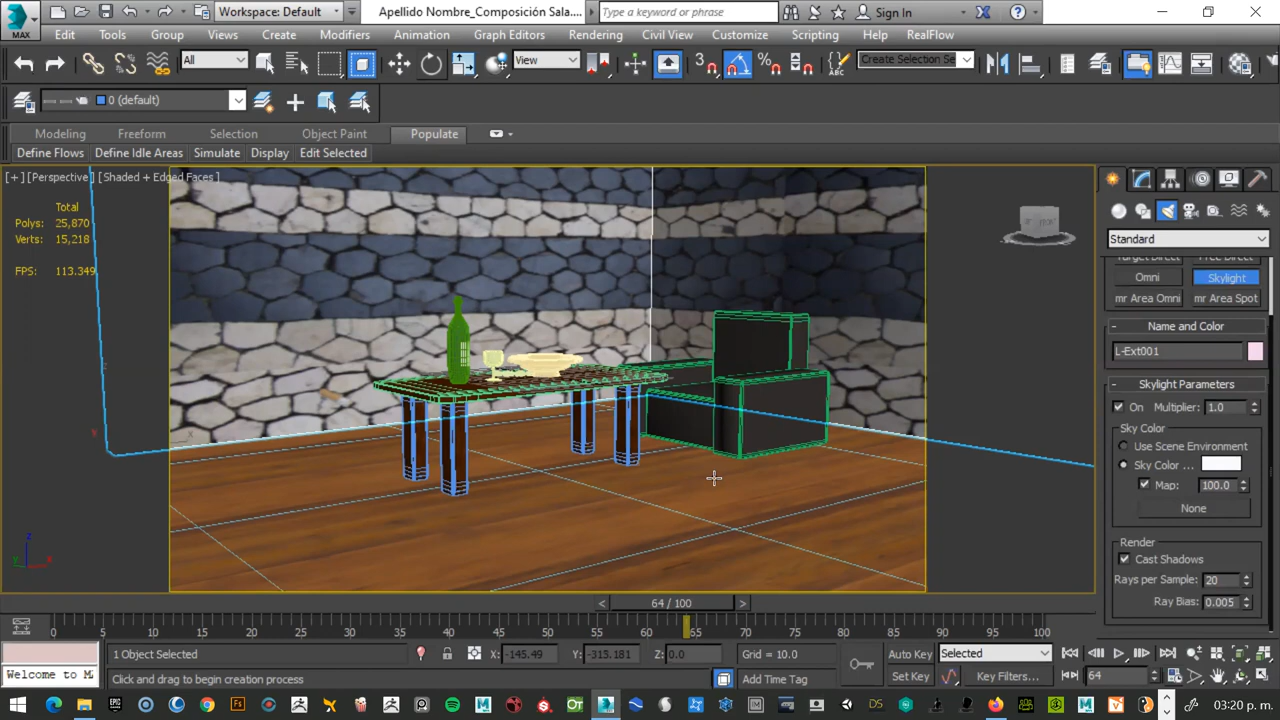 MAX
Workspace: Default
Apellido Nombre_Composición Sala....
Type a keyword or phrase
Sign In
Edit Tools Group Views Create Modifiers Animation Graph Editors Rendering Civil View Customize Scripting Help RealFlow
All
View
3
Create Selection Se
ABC
0 (default)
Modeling Freeform Selection Object Paint Populate
Define Flows Define Idle Areas Simulate Display Edit Selected
[+] [Perspective] [Shaded + Edged Faces]
Total
Polys: 25,870
Verts: 15,218
FPS: 113.349
Standard
Target Direct Free Direct
Omni Skylight
mr Area Omni mr Area Spot
Name and Color
L-Ext001
Skylight Parameters
On Multiplier: 1.0
Sky Color
Use Scene Environment
Sky Color ...
Map: 100.0
None
Render
Cast Shadows
Rays per Sample: 20
Ray Bias: 0.005
z
x
y
< 64 / 100 >
0 5 10 15 20 25 30 35 40 45 50 55 60 65 70 75 80 85 90 95 100
1 Object Selected
X: -145.49 Y: -315.181 Z: 0.0 Grid = 10.0
Auto Key Selected
Welcome to M
Click and drag to begin creation process
Add Time Tag
Set Key Key Filters... 64
03:20 p. m.